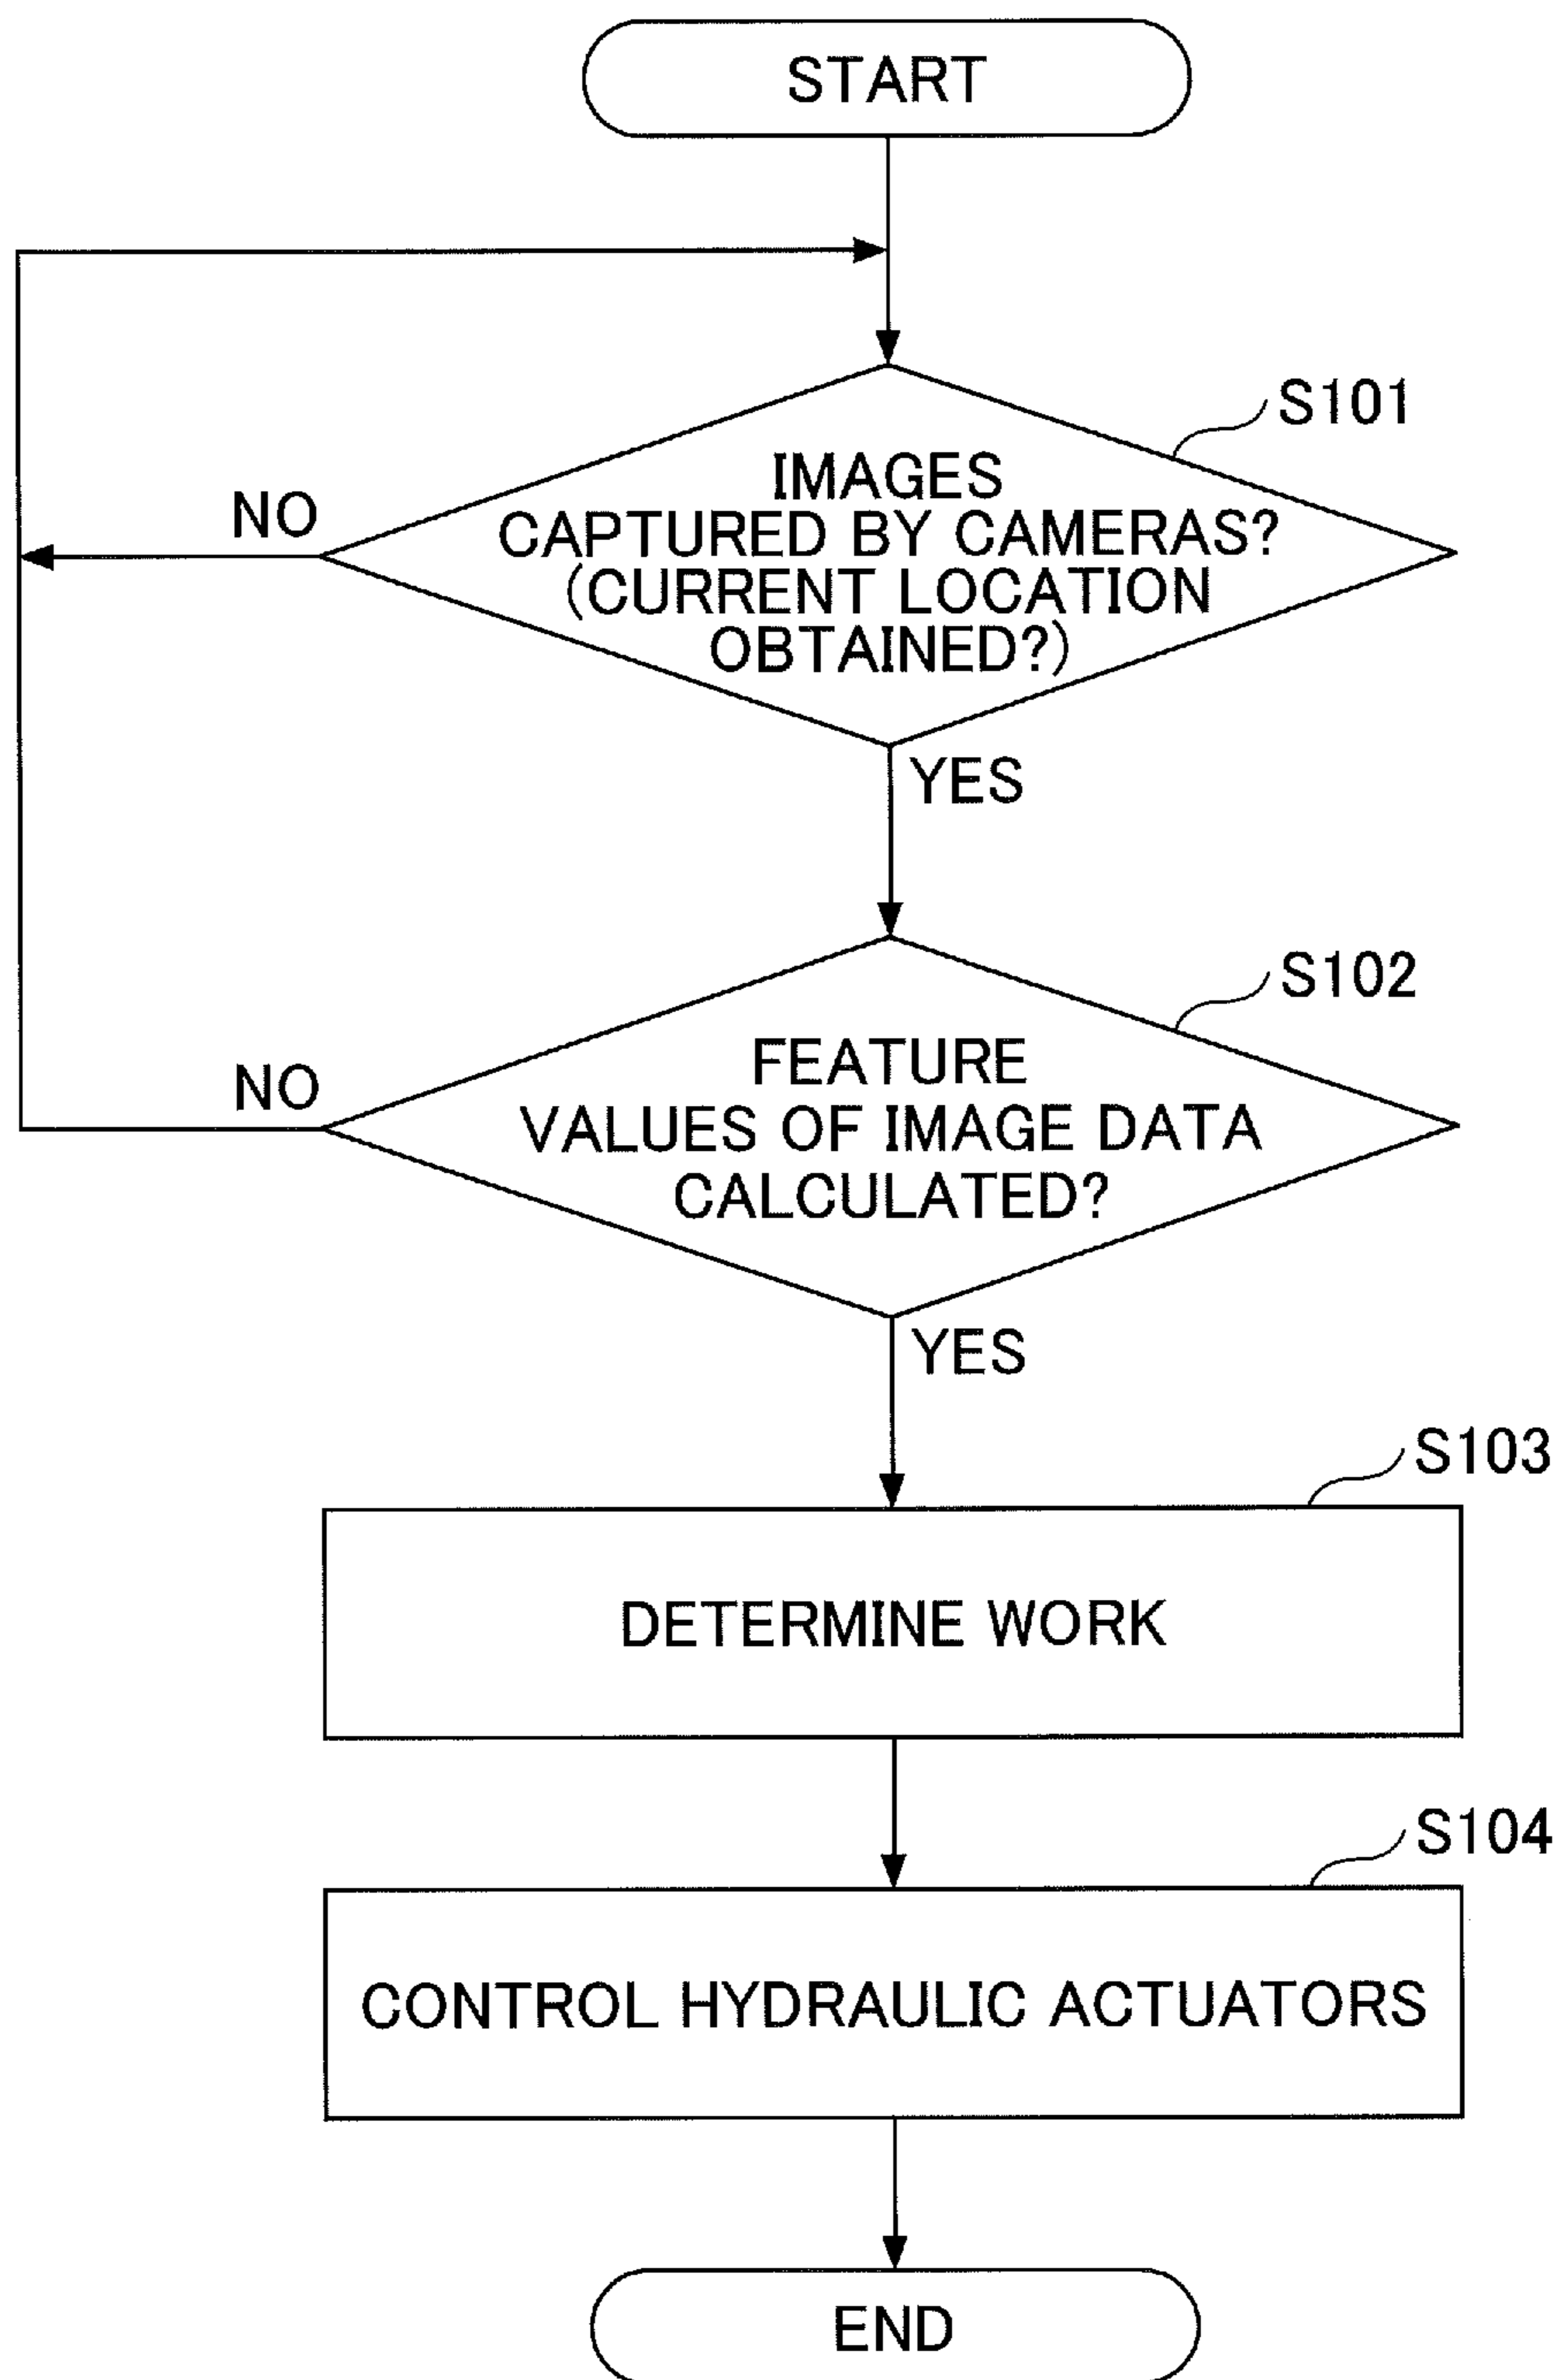 START
S101
IMAGES
CAPTURED BY CAMERAS?
(CURRENT LOCATION
OBTAINED?)
NO
YES
S102
FEATURE
VALUES OF IMAGE DATA
CALCULATED?
NO
YES
S103
DETERMINE WORK
S104
CONTROL HYDRAULIC ACTUATORS
END